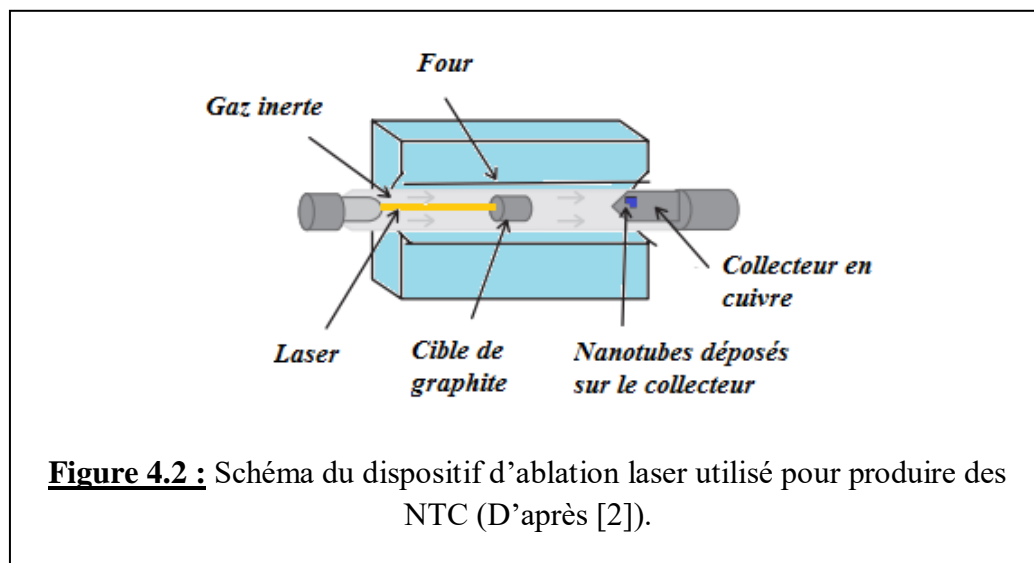 Four
Gaz inerte
Collecteur en
cuivre
Laser
Cible de
graphite
Nanotubes déposés
sur le collecteur
Figure 4.2 : Schéma du dispositif d’ablation laser utilisé pour produire des
NTC (D’après [2]).